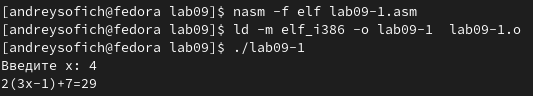 [andreysofich@fedora lab09]$ nasm -f elf lab09-1.asm
[andreysofich@fedora lab09]$ ld -m elf_i386 -o lab09-1  lab09-1.o
[andreysofich@fedora lab09]$ ./lab09-1
Введите x: 4
2(3x-1)+7=29